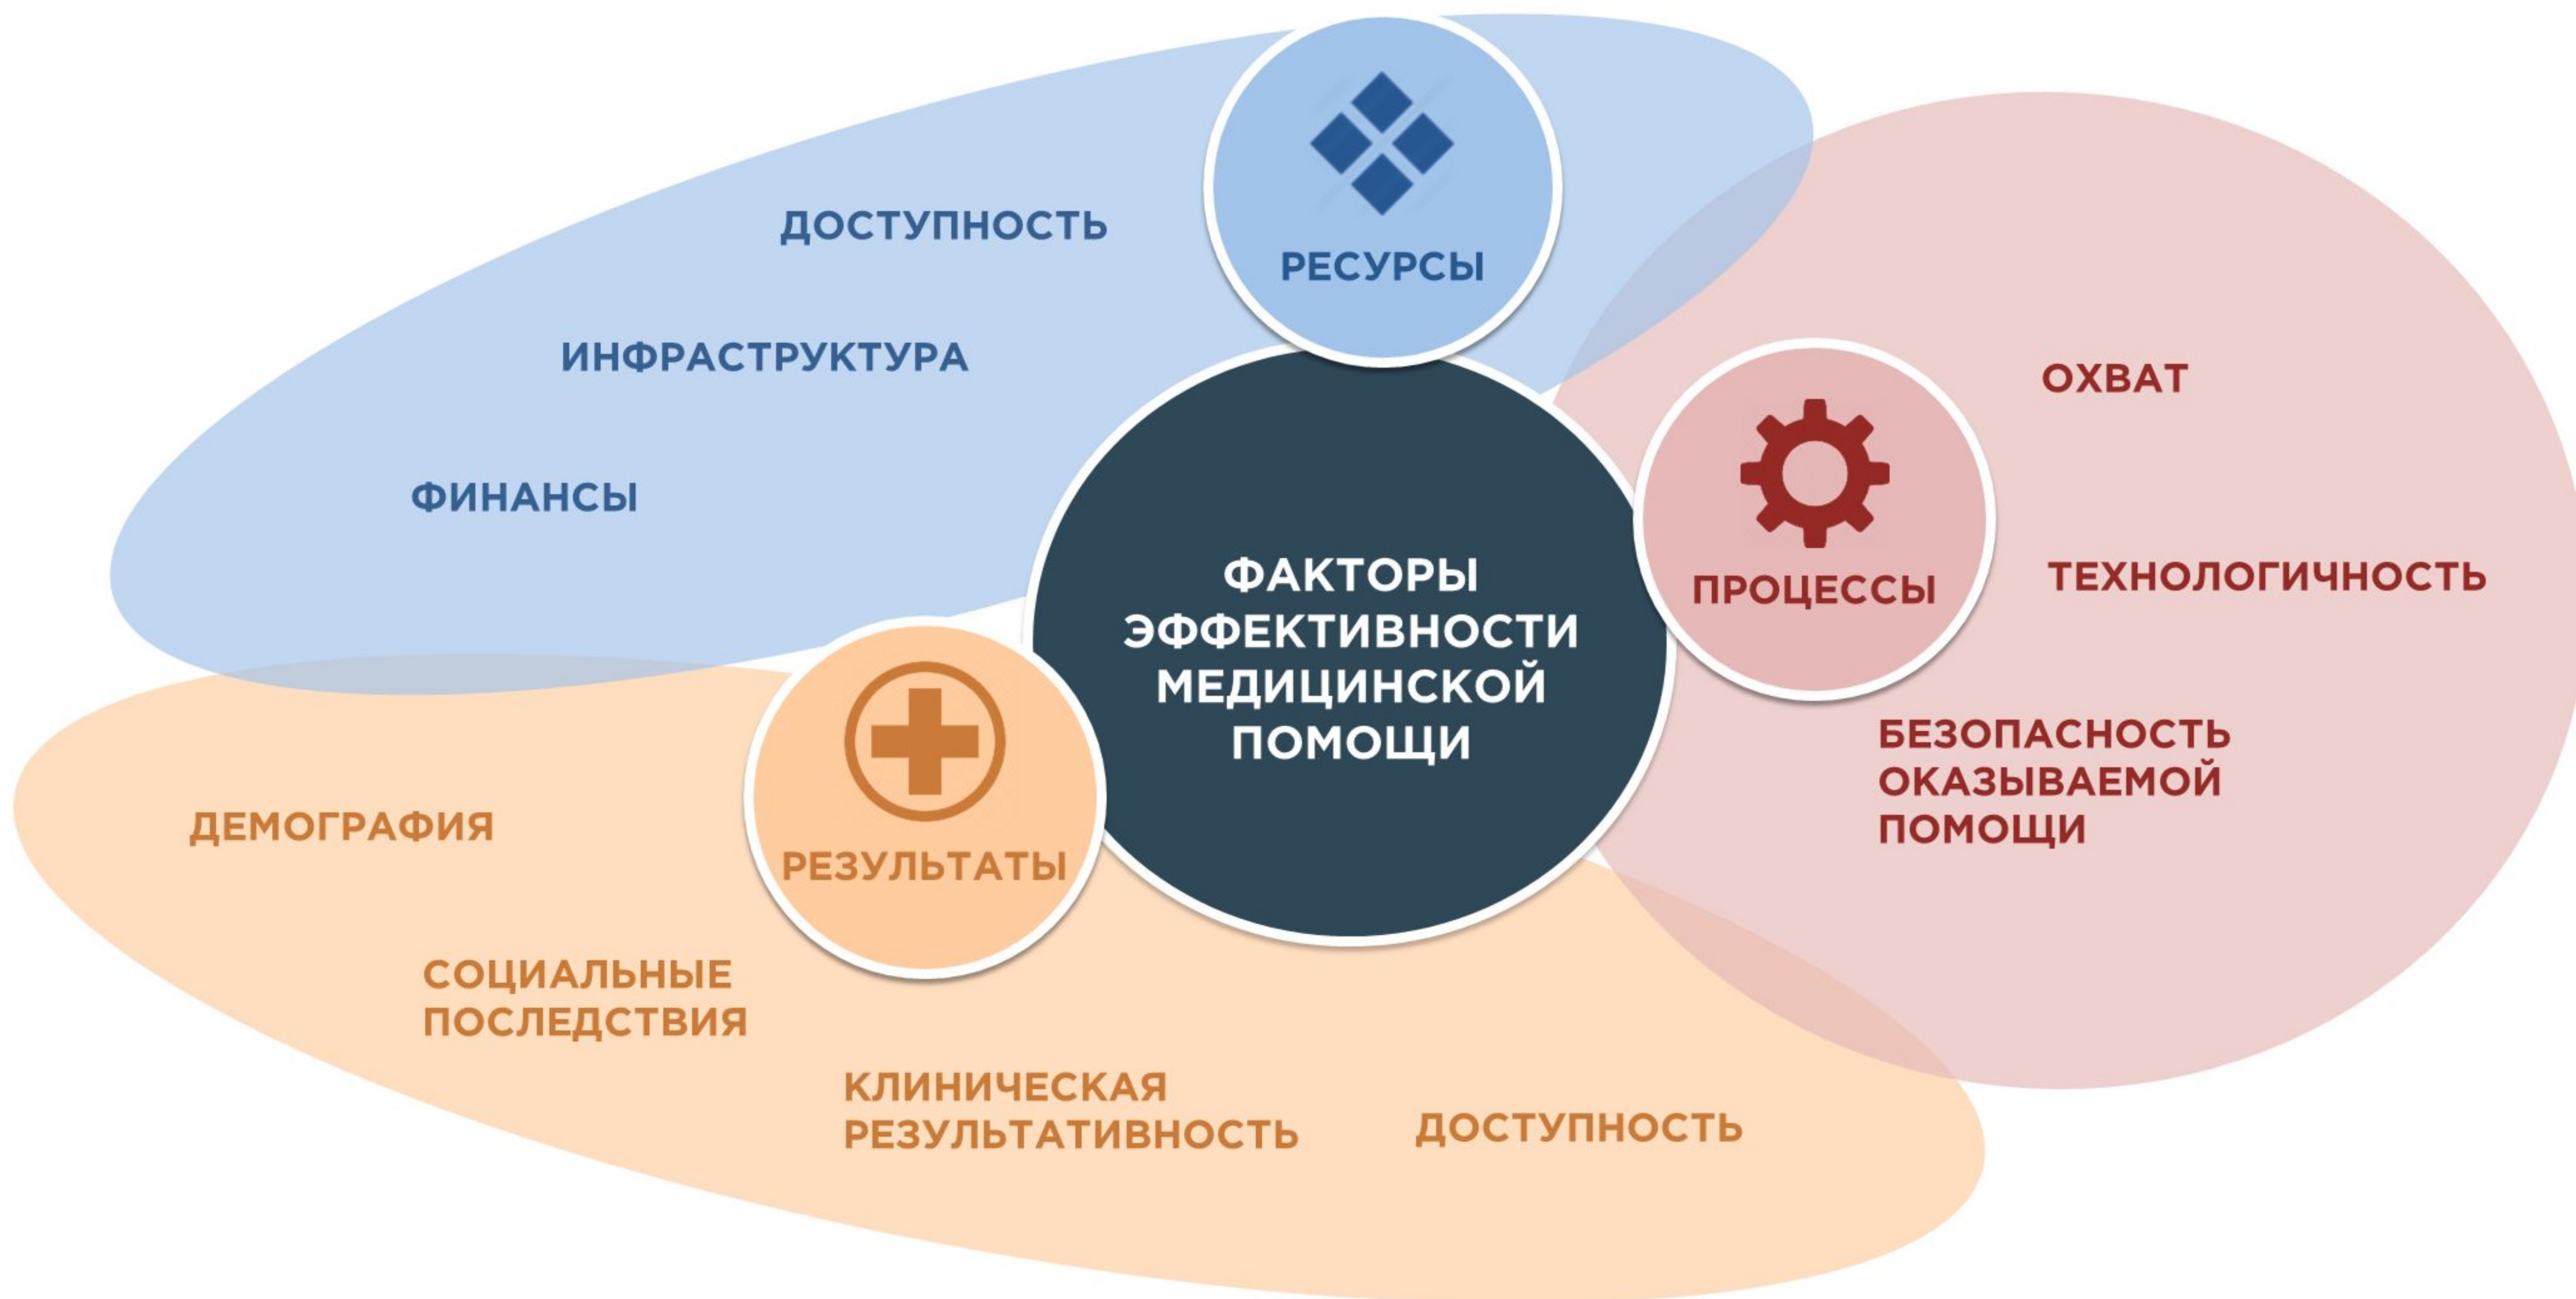 РЕСУРСЫ
ДОСТУПНОСТЬ
ИНФРАСТРУКТУРА
ФИНАНСЫ
ФАКТОРЫ
ЭФФЕКТИВНОСТИ
МЕДИЦИНСКОЙ
ПОМОЩИ
ПРОЦЕССЫ
ОХВАТ
ТЕХНОЛОГИЧНОСТЬ
БЕЗОПАСНОСТЬ
ОКАЗЫВАЕМОЙ
ПОМОЩИ
РЕЗУЛЬТАТЫ
ДЕМОГРАФИЯ
СОЦИАЛЬНЫЕ
ПОСЛЕДСТВИЯ
КЛИНИЧЕСКАЯ
РЕЗУЛЬТАТИВНОСТЬ
ДОСТУПНОСТЬ